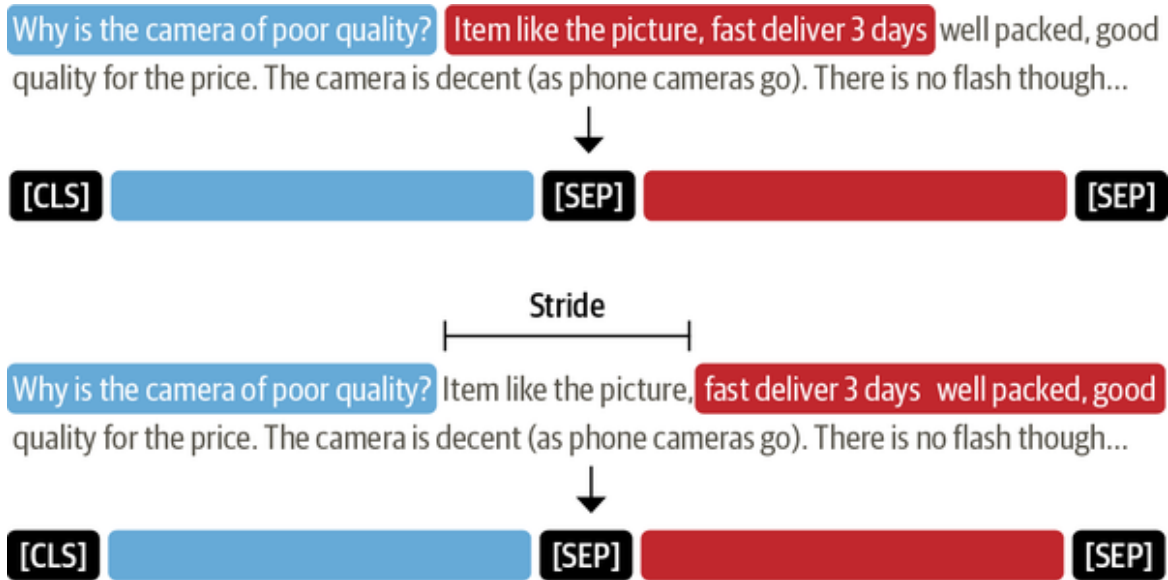 Why is the camera of poor quality? Item like the picture, fast deliver 3 days well packed, good
quality for the price. The camera is decent (as phone cameras go). There is no flash though...
[CLS] [SEP] [SEP]
Stride
Why is the camera of poor quality? Item like the picture, fast deliver 3 days well packed, good
quality for the price. The camera is decent (as phone cameras go). There is no flash though...
[CLS] [SEP] [SEP]